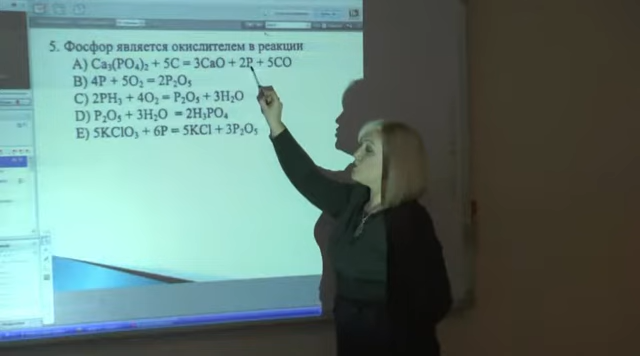 5. Фосфор является окислителем в реакции
A) Ca₃(PO₄)₂ + 5C = 3CaO + 2P + 5CO
B) 4P + 5O₂ = 2P₂O₅
C) 2PH₃ + 4O₂ = P₂O₅ + 3H₂O
D) P₂O₅ + 3H₂O = 2H₃PO₄
E) 5KClO₃ + 6P = 5KCl + 3P₂O₅